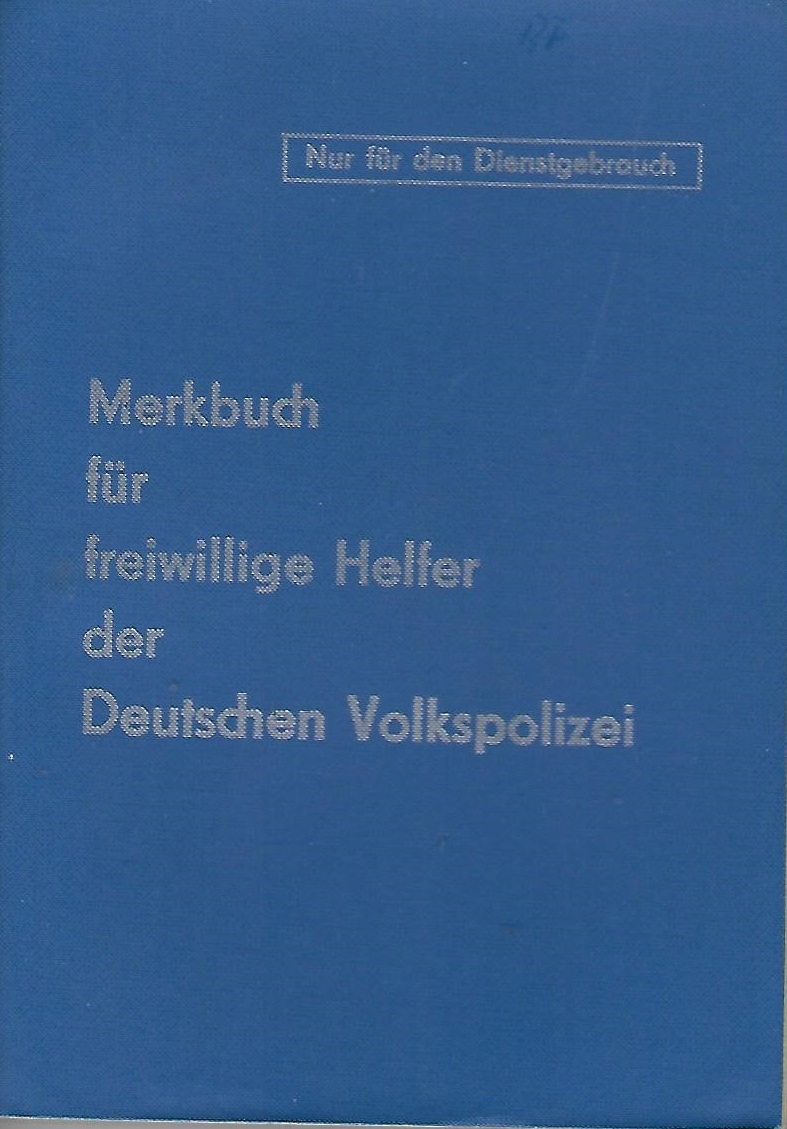 Nur für den Dienstgebrauch
Merkbuch
für
freiwillige Helfer
der
Deutschen Volkspolizei